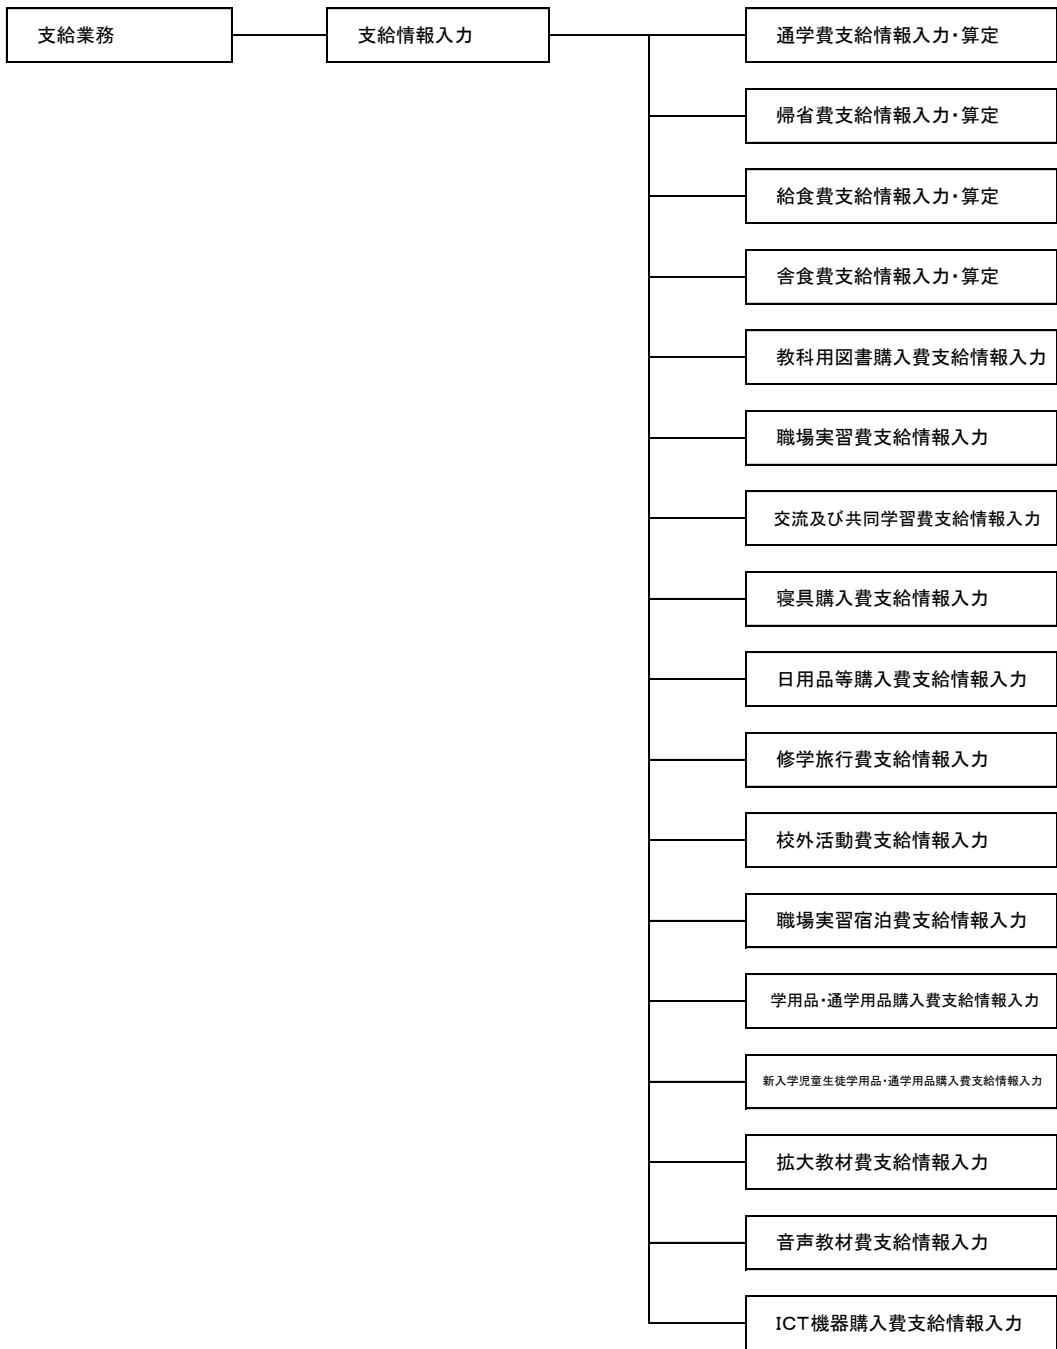 支給業務
支給情報入力
通学費支給情報入力・算定
帰省費支給情報入力・算定
給食費支給情報入力・算定
舎食費支給情報入力・算定
教科用図書購入費支給情報入力
職場実習費支給情報入力
交流及び共同学習費支給情報入力
寝具購入費支給情報入力
日用品等購入費支給情報入力
修学旅行費支給情報入力
校外活動費支給情報入力
職場実習宿泊費支給情報入力
学用品・通学用品購入費支給情報入力
新入学児童生徒学用品・通学用品購入費支給情報入力
拡大教材費支給情報入力
音声教材費支給情報入力
ICT機器購入費支給情報入力